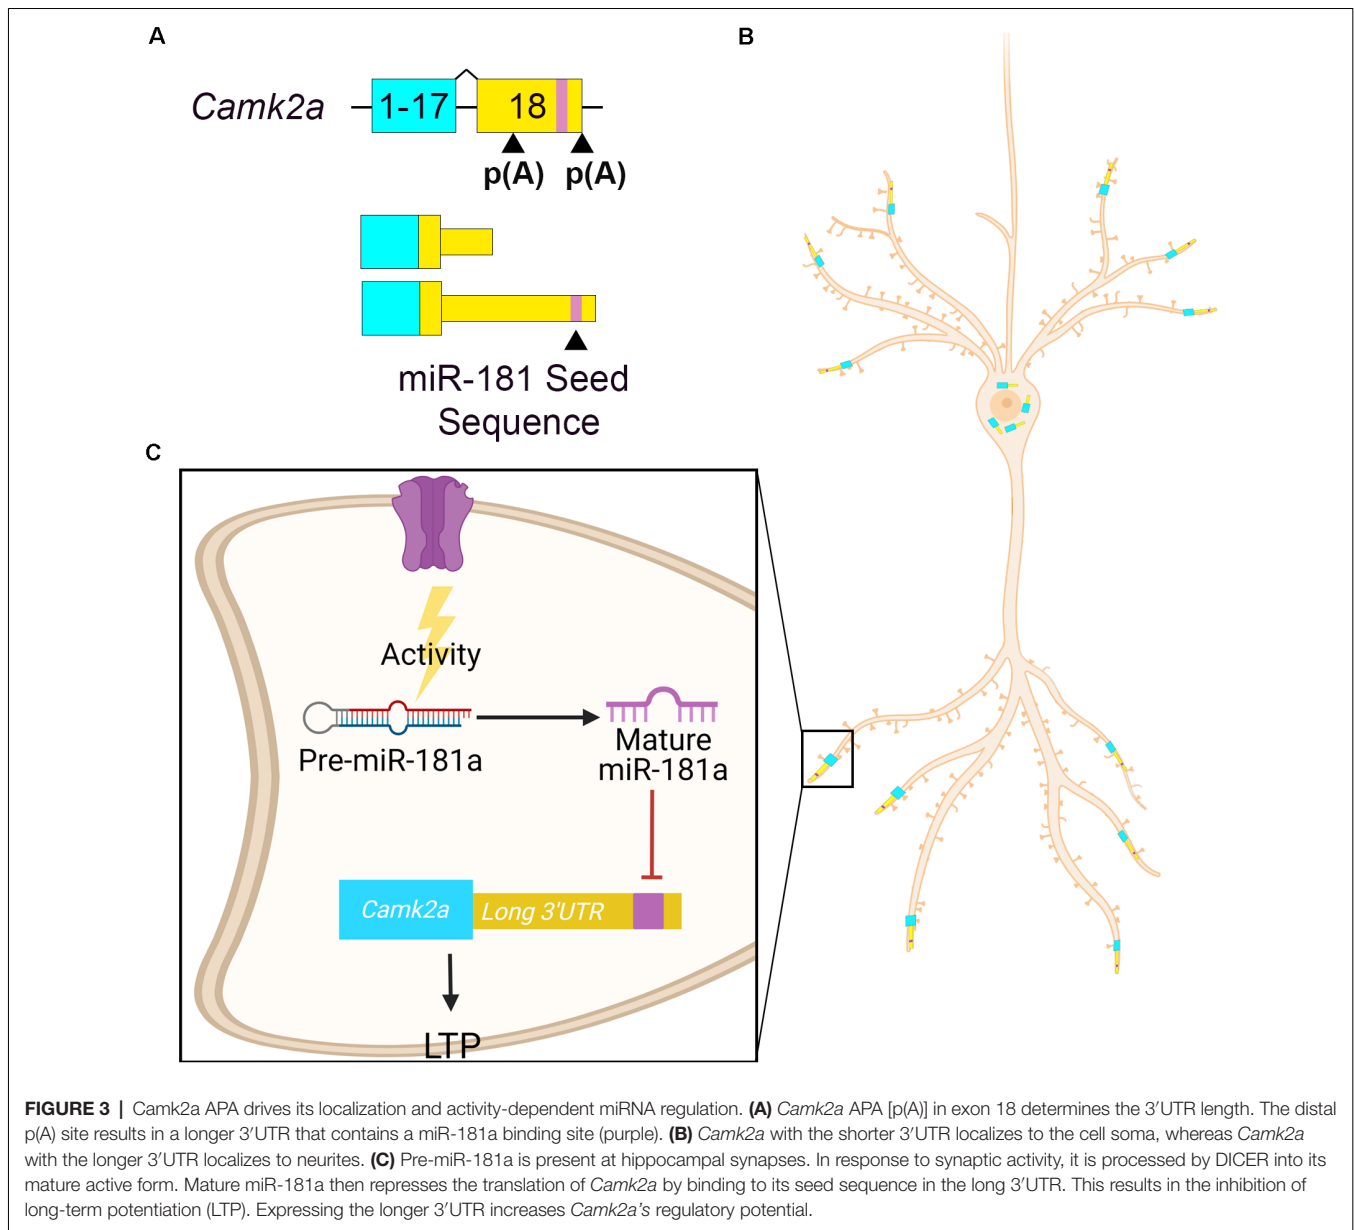 A
B
Camk2a
1-17
18
p(A) p(A)
miR-181 Seed
Sequence
C
Activity
Pre-miR-181a
Mature
miR-181a
Camk2a
Long 3'UTR
LTP
FIGURE 3 | Camk2a APA drives its localization and activity-dependent miRNA regulation. (A) Camk2a APA [p(A)] in exon 18 determines the 3′UTR length. The distal
p(A) site results in a longer 3′UTR that contains a miR-181a binding site (purple). (B) Camk2a with the shorter 3′UTR localizes to the cell soma, whereas Camk2a
with the longer 3′UTR localizes to neurites. (C) Pre-miR-181a is present at hippocampal synapses. In response to synaptic activity, it is processed by DICER into its
mature active form. Mature miR-181a then represses the translation of Camk2a by binding to its seed sequence in the long 3′UTR. This results in the inhibition of
long-term potentiation (LTP). Expressing the longer 3′UTR increases Camk2a's regulatory potential.